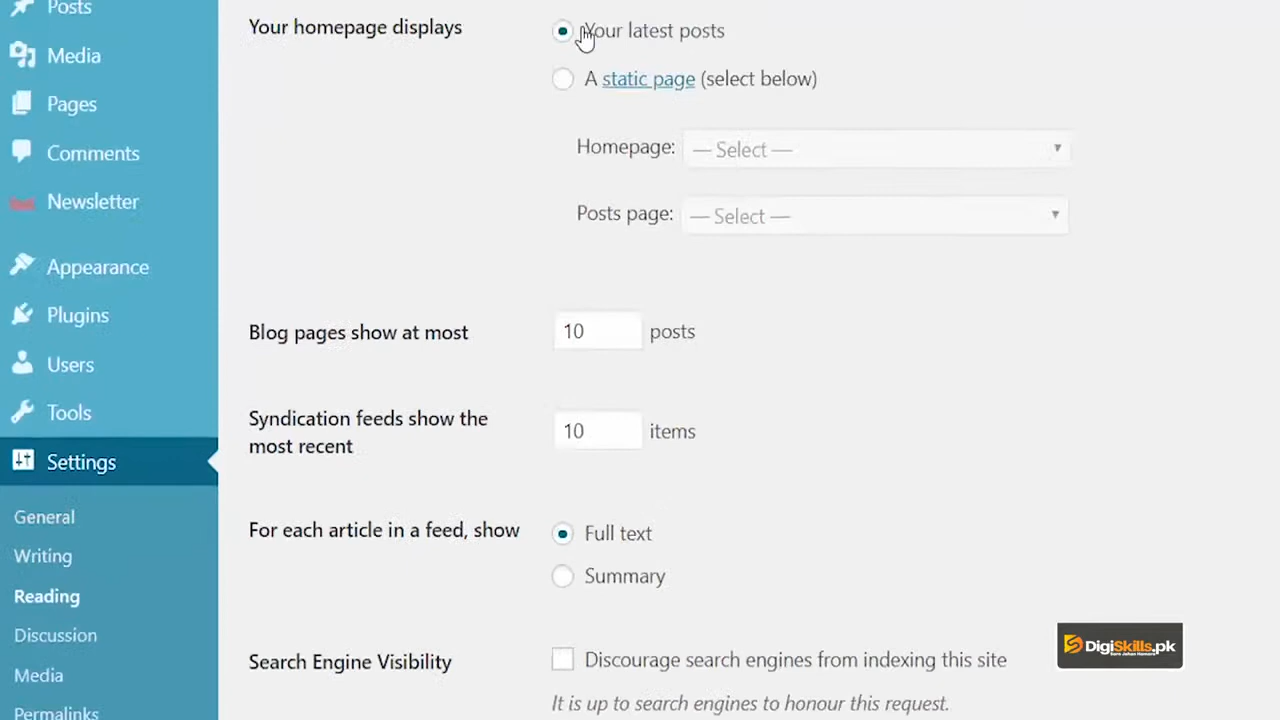 Posts
Media
Pages
Comments
Newsletter
Appearance
Plugins
Users
Tools
Settings
General
Writing
Reading
Discussion
Media
Permalinks
Your homepage displays
Your latest posts
A static page (select below)
Homepage: — Select —
Posts page: — Select —
Blog pages show at most 10 posts
Syndication feeds show the
most recent
10 items
For each article in a feed, show
Full text
Summary
Search Engine Visibility
Discourage search engines from indexing this site
It is up to search engines to honour this request.
DigiSkills.pk